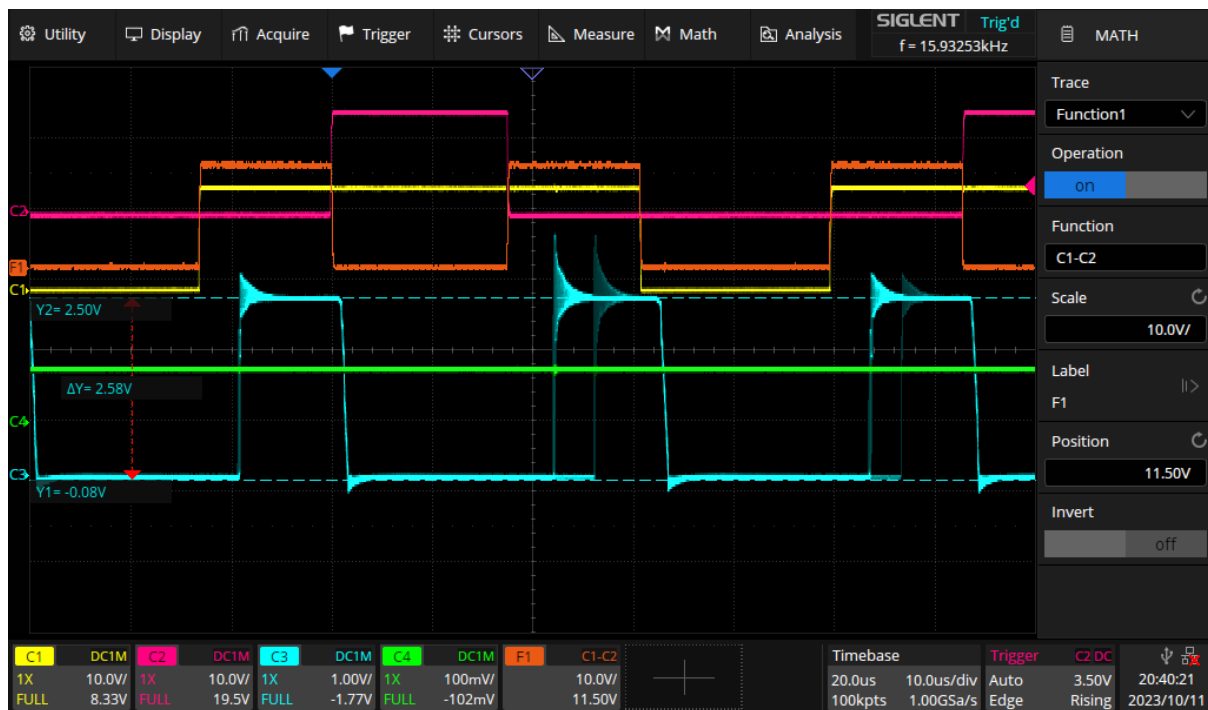 Utility Display Acquire Trigger Cursors Measure Math Analysis SIGLENT Trig'd MATH
f = 15.93253kHz
Trace
Function1
Operation
on
Function
C1-C2
Scale
10.0V/
Label
F1
Position
11.50V
Invert
off
C2
F1
C1
Y2= 2.50V
ΔY= 2.58V
C4
C3
Y1= -0.08V
C1 DC1M C2 DC1M C3 DC1M C4 DC1M F1 C1-C2 Timebase Trigger C2 DC
1X 10.0V/ 1X 10.0V/ 1X 1.00V/ 1X 100mV/ 10.0V/ 20.0us 10.0us/div Auto 3.50V 20:40:21
FULL 8.33V FULL 19.5V FULL -1.77V FULL -102mV 11.50V 100kpts 1.00GSa/s Edge Rising 2023/10/11